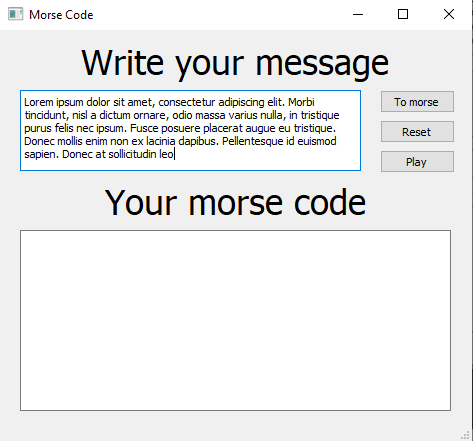 Morse Code
Write your message
Lorem ipsum dolor sit amet, consectetur adipiscing elit. Morbi
tincidunt, nisl a dictum ornare, odio massa varius nulla, in tristique
purus felis nec ipsum. Fusce posuere placerat augue eu tristique.
Donec mollis enim non ex lacinia dapibus. Pellentesque id euismod
sapien. Donec at sollicitudin leo
To morse
Reset
Play
Your morse code